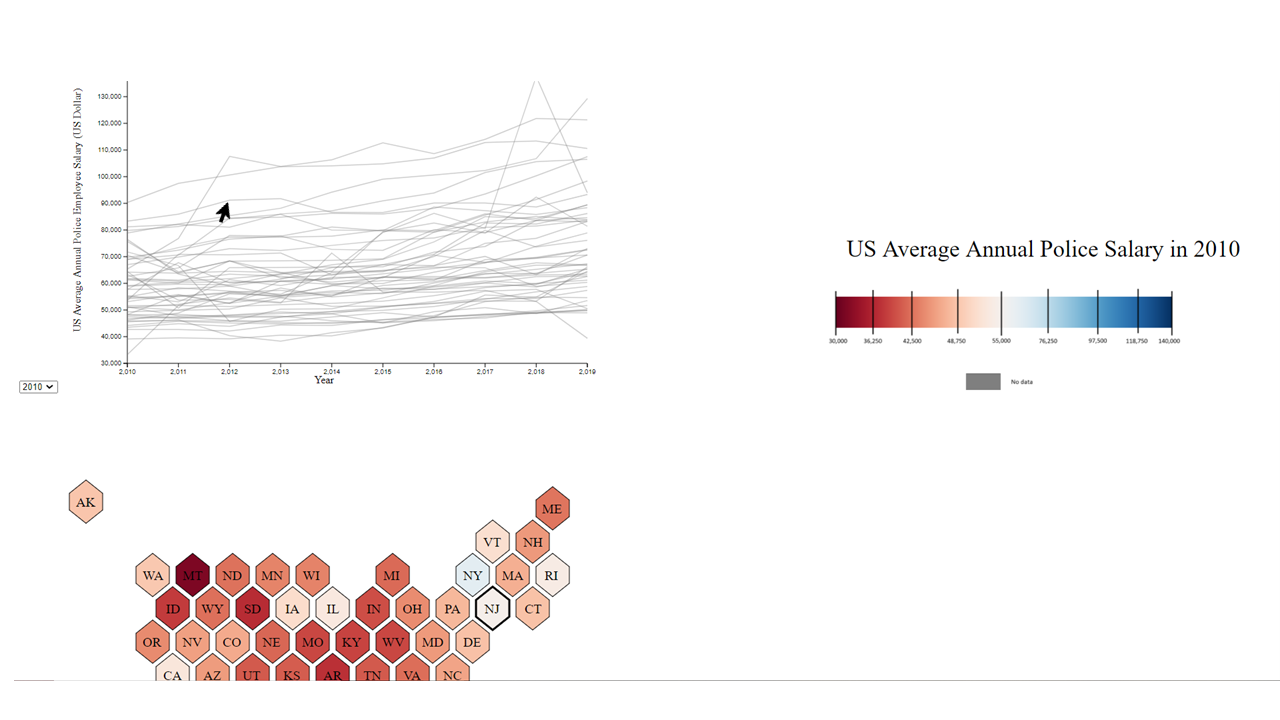 US Average Annual Police Employee Salary (US Dollar)
130,000
120,000
110,000
100,000
90,000
80,000
70,000
60,000
50,000
40,000
30,000
2,010 2,011 2,012 2,013 2,014 2,015 2,016 2,017 2,018 2,019
Year
2010
US Average Annual Police Salary in 2010
30,000 36,250 42,500 48,750 55,000 76,250 97,500 118,750 140,000
No data
AK
ME
VT NH
WA MT ND MN WI MI NY MA RI
ID WY SD IA IL IN OH PA NJ CT
OR NV CO NE MO KY WV MD DE
CA AZ UT KS AR TN VA NC